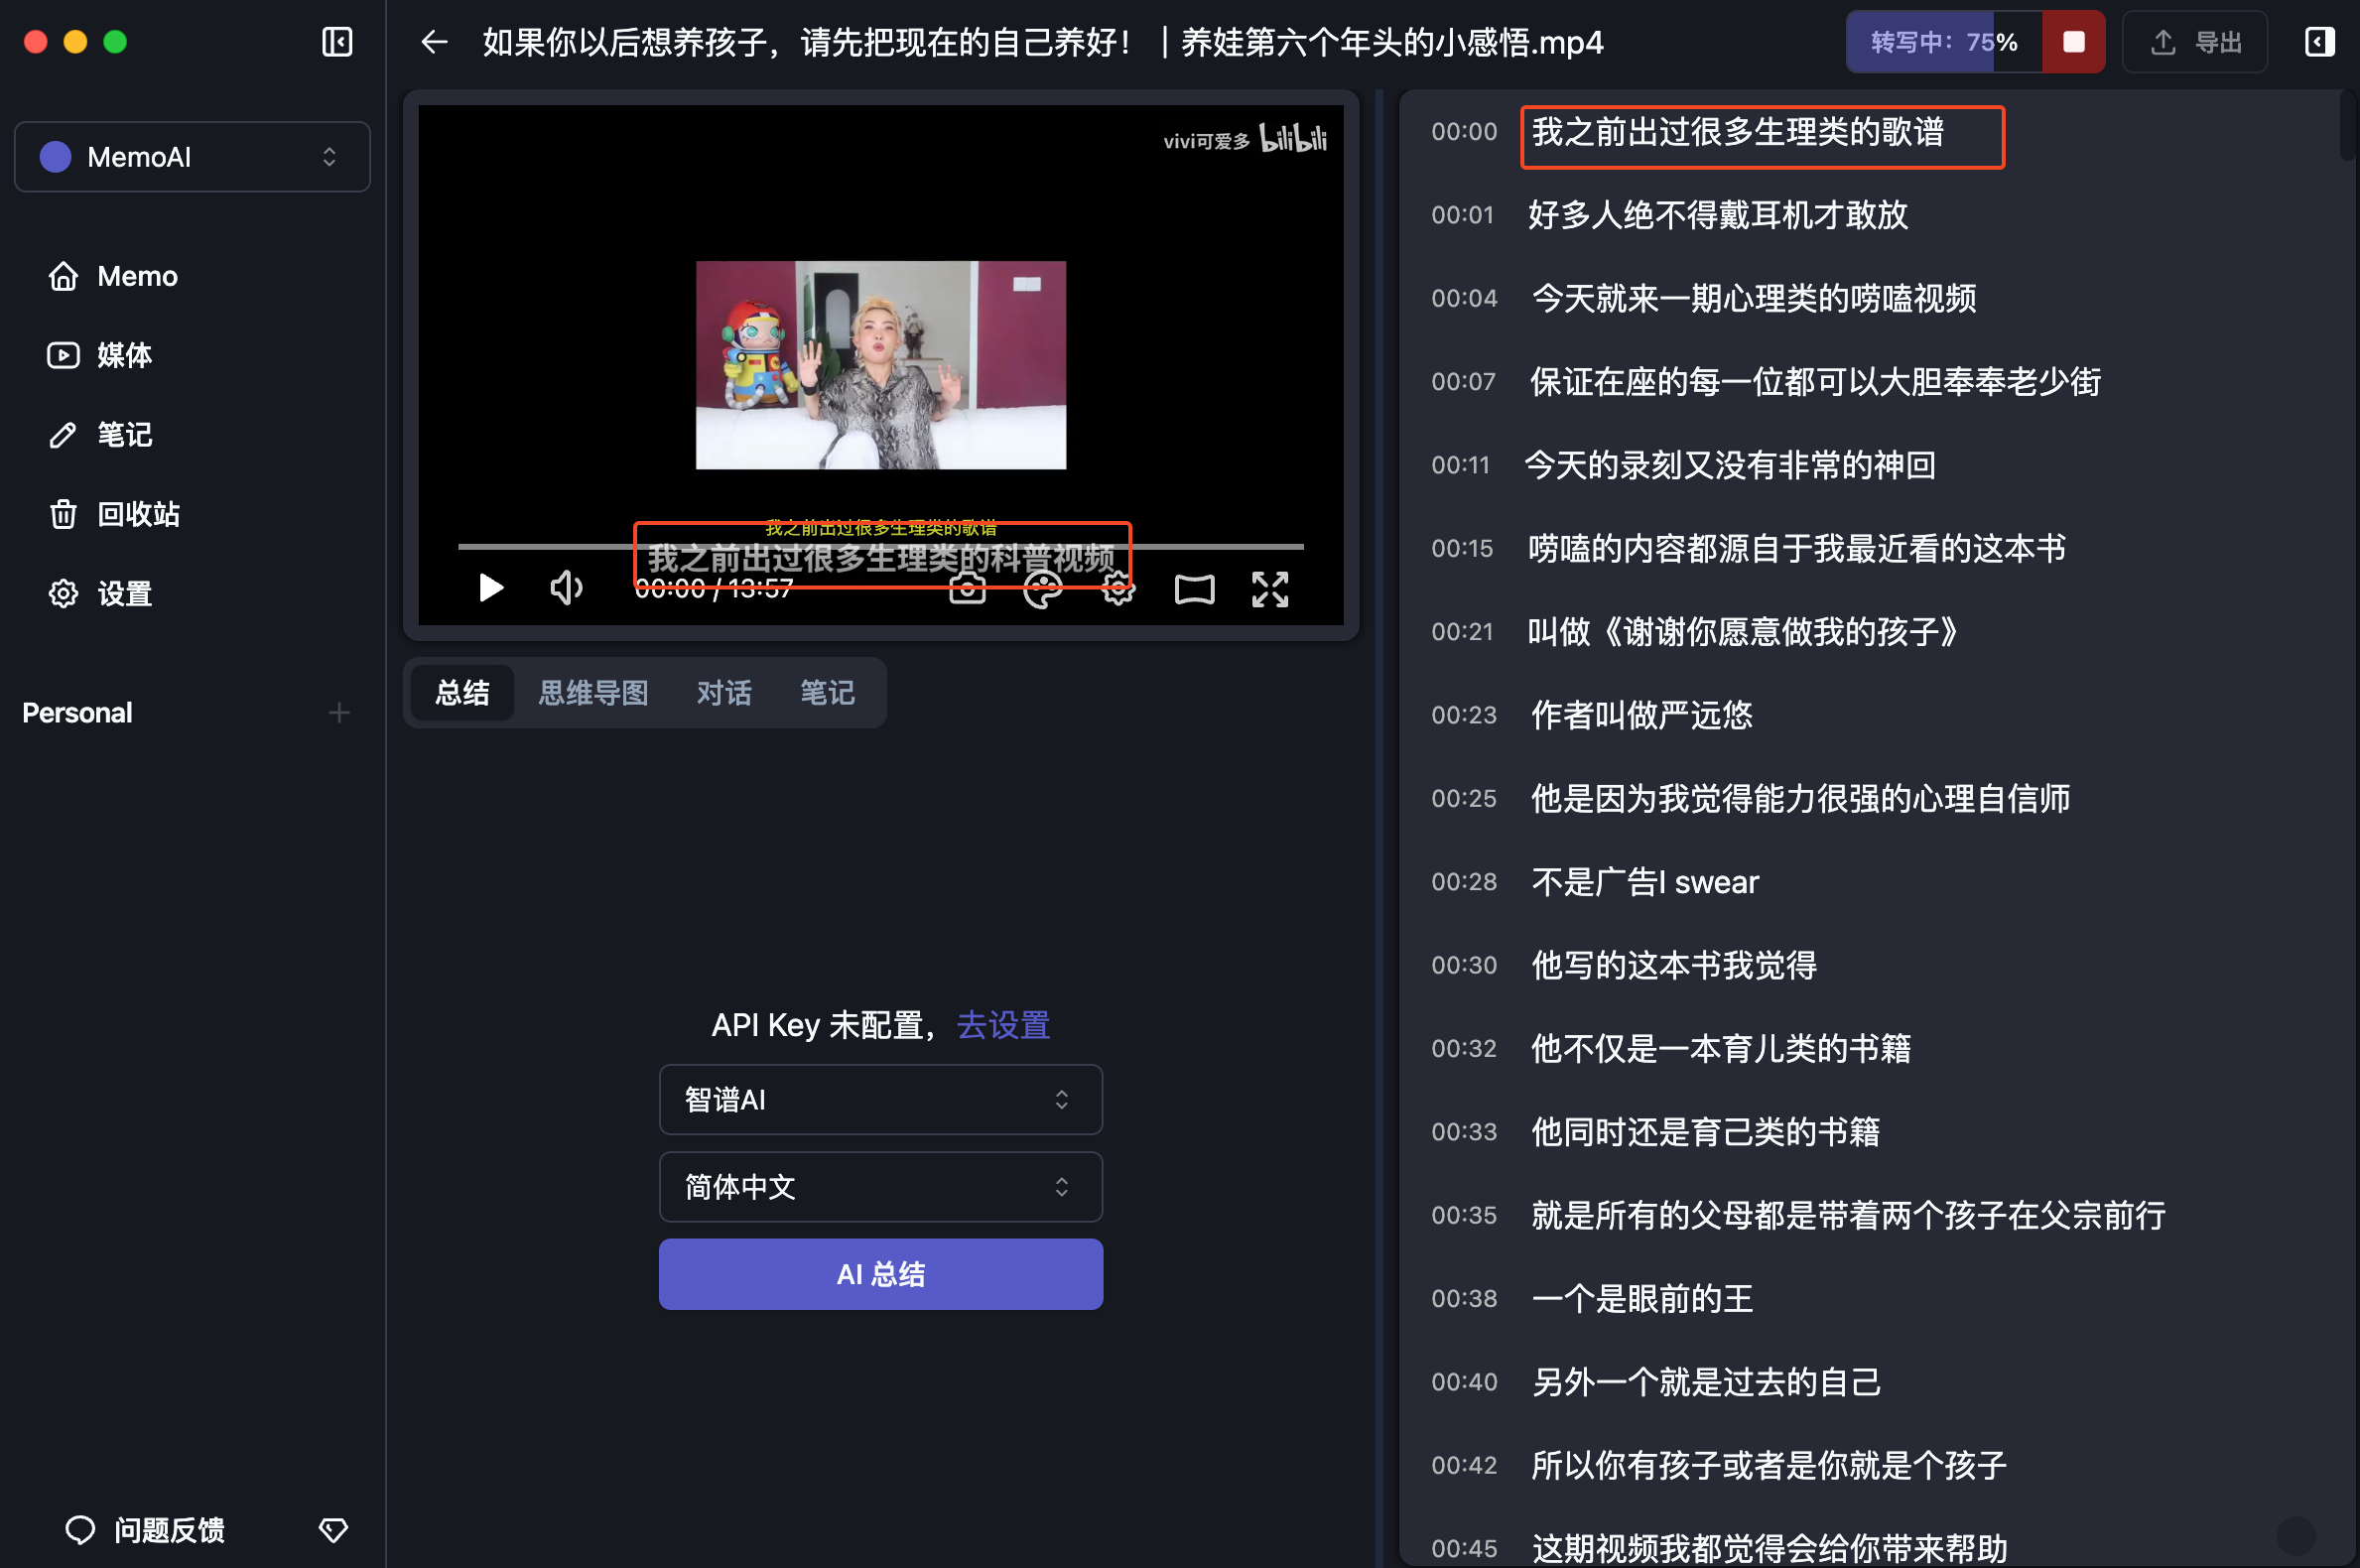 如果你以后想养孩子，请先把现在的自己养好！｜养娃第六个年头的小感悟.mp4
转写中：75%
导出
MemoAI
Memo
媒体
笔记
回收站
设置
Personal
问题反馈
vivi可爱多 bilibili
我之前出过很多生理类的歌谱
我之前出过很多生理类的科普视频
00:00 / 13:57
总结 思维导图 对话 笔记
API Key 未配置，去设置
智谱AI
简体中文
AI 总结
00:00 我之前出过很多生理类的歌谱
00:01 好多人绝不得戴耳机才敢放
00:04 今天就来一期心理类的唠嗑视频
00:07 保证在座的每一位都可以大胆奉奉老少街
00:11 今天的录刻又没有非常的神回
00:15 唠嗑的内容都源自于我最近看的这本书
00:21 叫做《谢谢你愿意做我的孩子》
00:23 作者叫做严远悠
00:25 他是因为我觉得能力很强的心理自信师
00:28 不是广告I swear
00:30 他写的这本书我觉得
00:32 他不仅是一本育儿类的书籍
00:33 他同时还是育己类的书籍
00:35 就是所有的父母都是带着两个孩子在父宗前行
00:38 一个是眼前的王
00:40 另外一个就是过去的自己
00:42 所以你有孩子或者是你就是个孩子
00:45 这期视频我都觉得会给你带来帮助